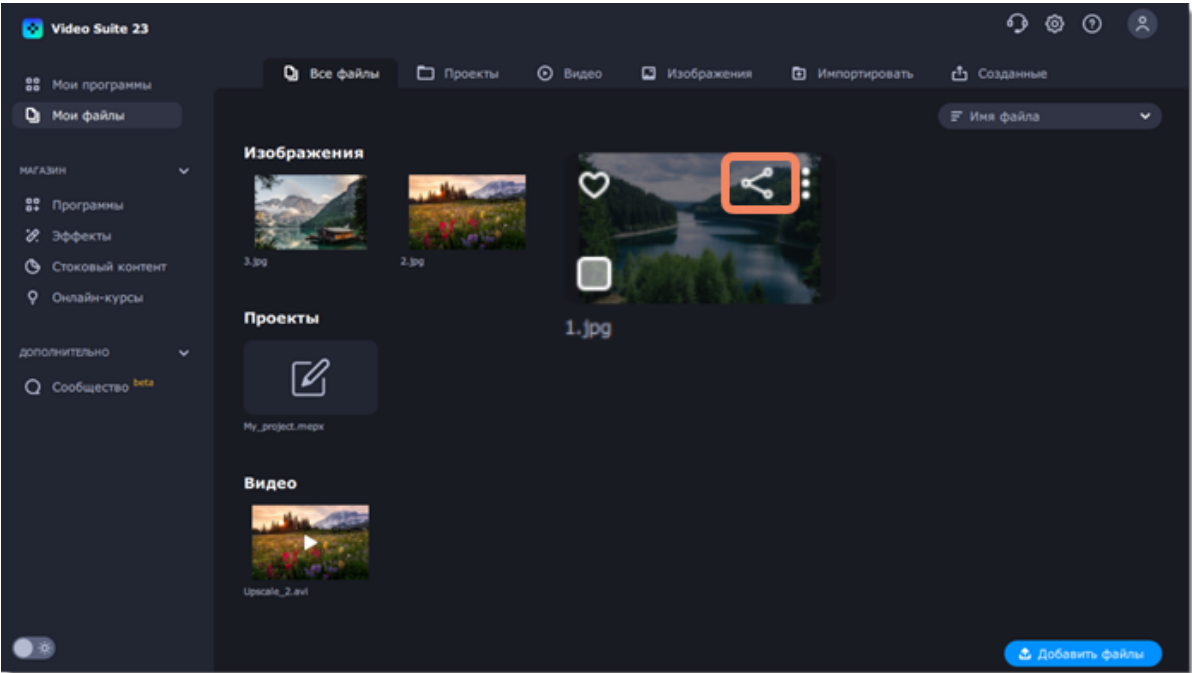 Video Suite 23
Мои программы
Мои файлы
МАГАЗИН
Программы
Эффекты
Стоковый контент
Онлайн-курсы
ДОПОЛНИТЕЛЬНО
Сообщество beta
Все файлы
Проекты
Видео
Изображения
Импортировать
Созданные
Имя файла
Изображения
3.jpg
2.jpg
1.jpg
Проекты
My_project.mepx
Видео
Upscale_2.avi
Добавить файлы